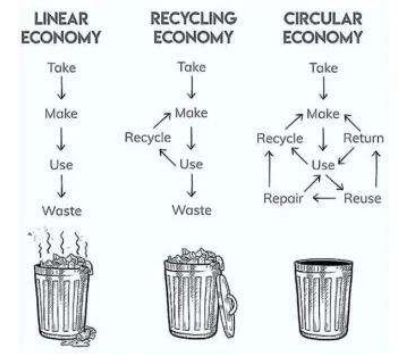 LINEAR
ECONOMY
Take
Make
Use
Waste
RECYCLING
ECONOMY
Take
Make
Recycle
Use
Waste
CIRCULAR
ECONOMY
Take
Make
Recycle
Return
Use
Repair
Reuse